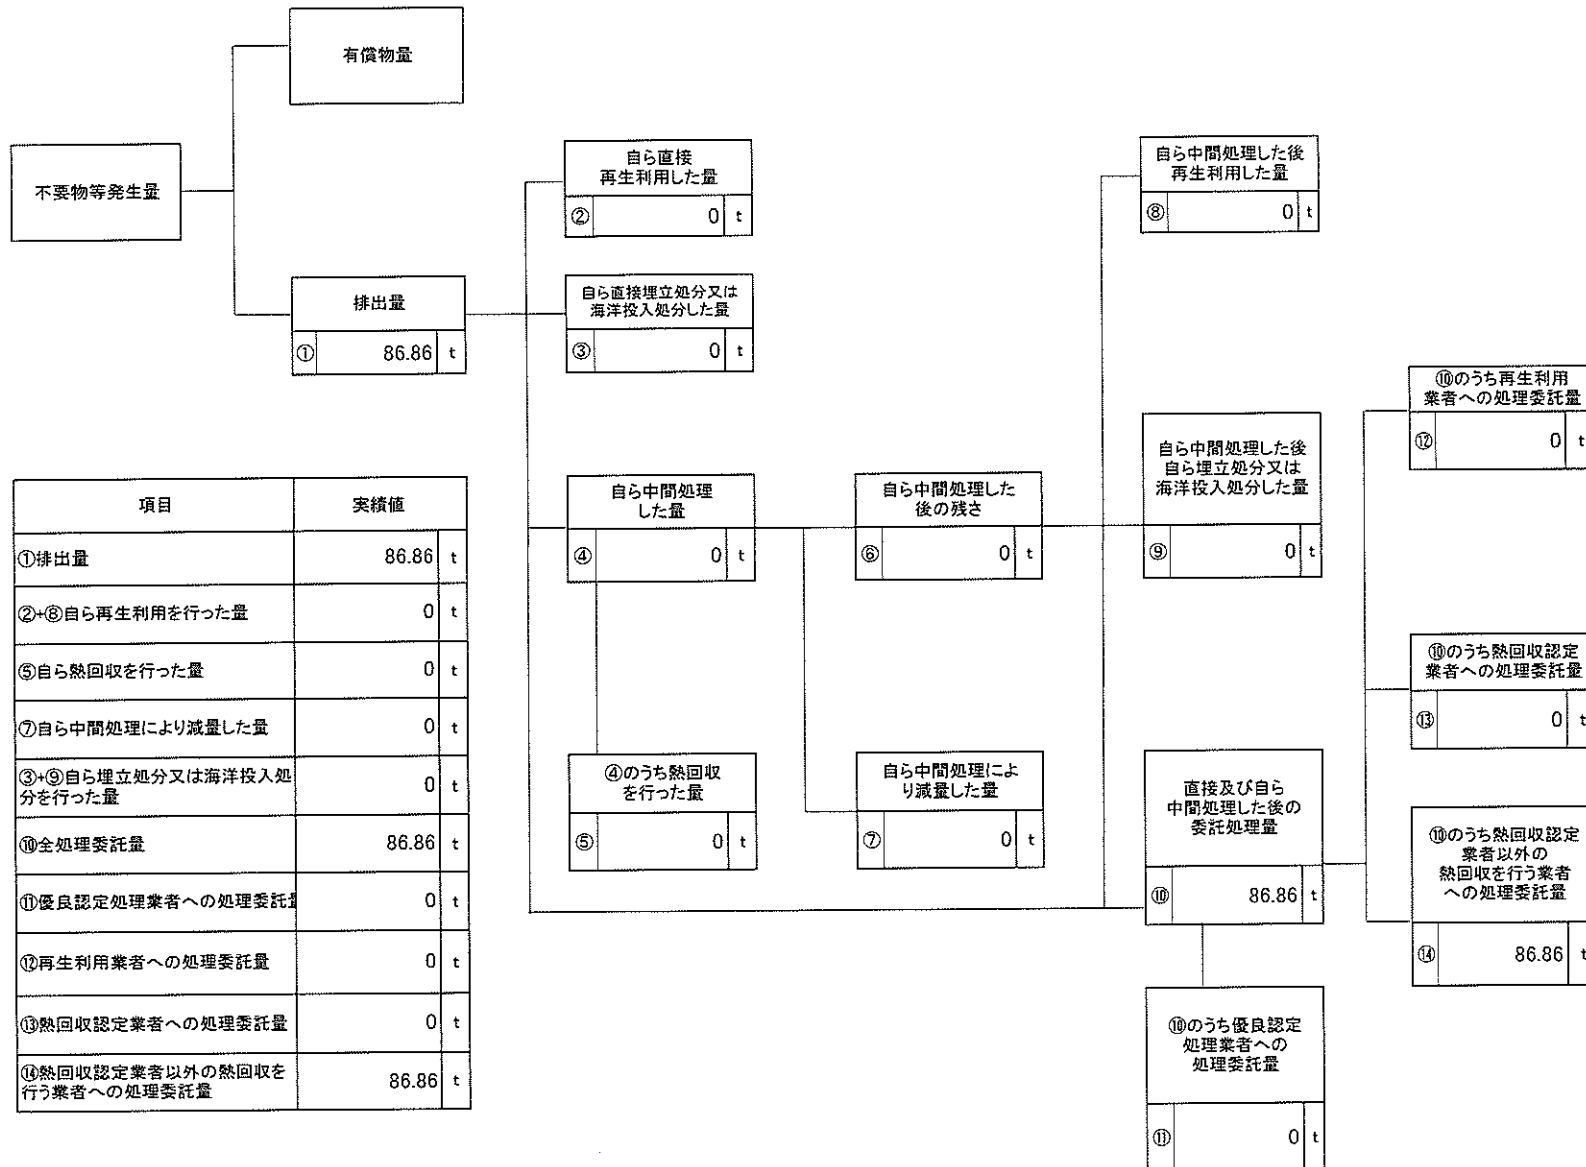 有償物量
不要物等発生量
排出量
① 86.86 t
自ら直接
再生利用した量
② 0 t
自ら直接埋立処分又は
海洋投入処分した量
③ 0 t
自ら中間処理
した量
④ 0 t
④のうち熱回収
を行った量
⑤ 0 t
自ら中間処理した
後の残さ
⑥ 0 t
自ら中間処理によ
り減量した量
⑦ 0 t
自ら中間処理した後
再生利用した量
⑧ 0 t
自ら中間処理した後
自ら埋立処分又は
海洋投入処分した量
⑨ 0 t
直接及び自ら
中間処理した後の
委託処理量
⑩ 86.86 t
⑩のうち優良認定
処理業者への
処理委託量
⑪ 0 t
⑩のうち再生利用
業者への処理委託量
⑫ 0 t
⑩のうち熱回収認定
業者への処理委託量
⑬ 0 t
⑩のうち熱回収認定
業者以外の
熱回収を行う業者
への処理委託量
⑭ 86.86 t
項目 実績値
①排出量 86.86 t
②+⑧自ら再生利用を行った量 0 t
⑤自ら熱回収を行った量 0 t
⑦自ら中間処理により減量した量 0 t
③+⑨自ら埋立処分又は海洋投入処
分を行った量 0 t
⑩全処理委託量 86.86 t
⑪優良認定処理業者への処理委託量 0 t
⑫再生利用業者への処理委託量 0 t
⑬熱回収認定業者への処理委託量 0 t
⑭熱回収認定業者以外の熱回収を
行う業者への処理委託量 86.86 t